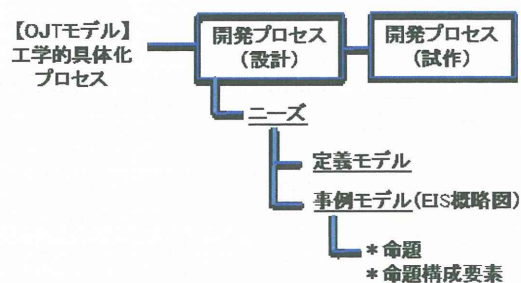 【OJTモデル】
工学的具体化
プロセス
開発プロセス
(設計)
開発プロセス
(試作)
ニーズ
定義モデル
事例モデル(EIS概略図)
*命題
*命題構成要素